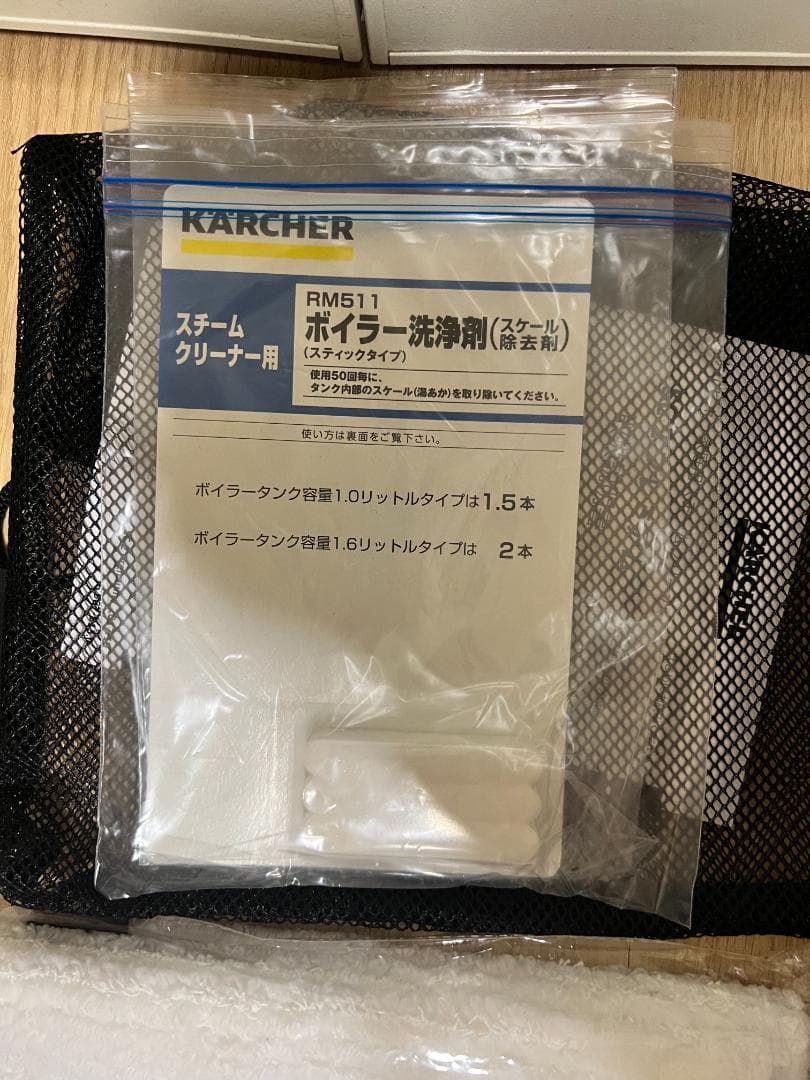 KÄRCHER
スチーム
クリーナー用
RM511
ボイラー洗浄剤(スケール除去剤)
(スティックタイプ)
使用50回毎に、
タンク内部のスケール(湯あか)を取り除いてください。
使い方は裏面をご覧下さい。
ボイラータンク容量1.0リットルタイプは1.5本
ボイラータンク容量1.6リットルタイプは 2本
KÄRCHER